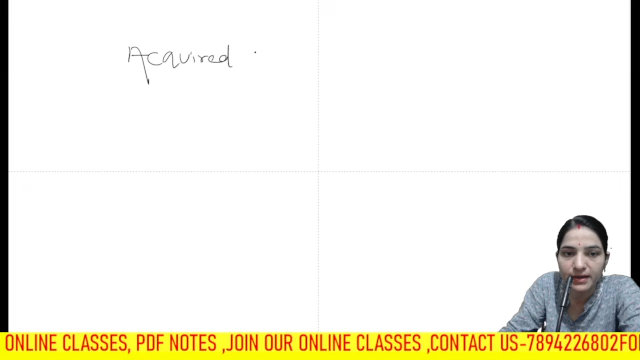 Acquired
ONLINE CLASSES, PDF NOTES ,JOIN OUR ONLINE CLASSES ,CONTACT US-7894226802FO